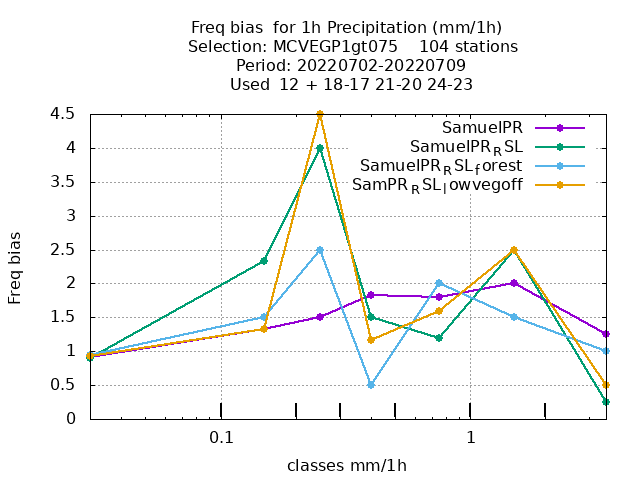 Freq bias  for 1h Precipitation (mm/1h)
Selection: MCVEGP1gt075    104 stations
Period: 20220702-20220709
Used  12 + 18-17 21-20 24-23
4.5
4
3.5
3
2.5
2
1.5
1
0.5
0
Freq bias
SamuelPR
SamuelPR_RSL
SamuelPR_RSL_forest
SamPR_RSL_lowvegoff
0.1
1
classes mm/1h